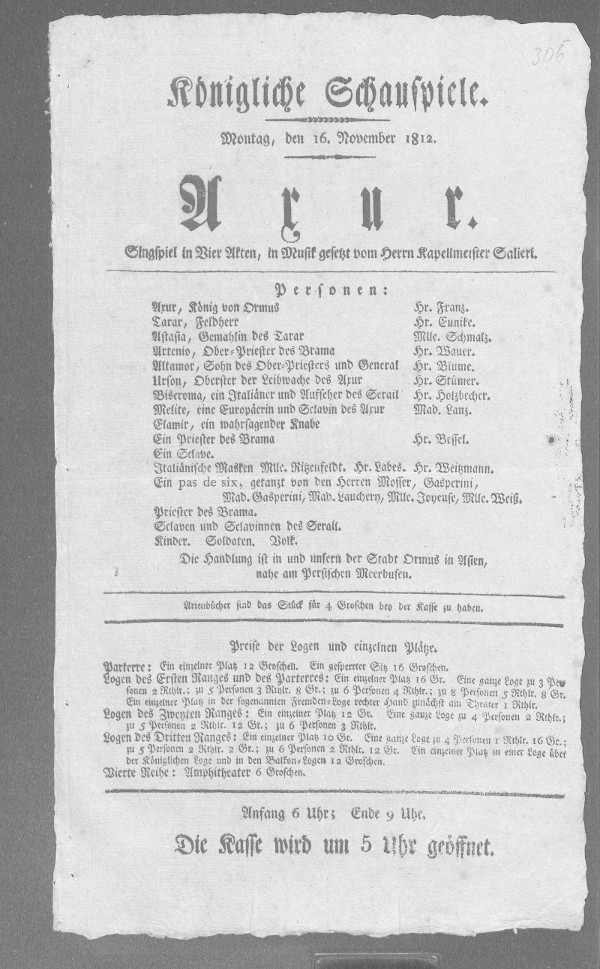 306
Königliche Schauspiele.
Montag, den 16. November 1812.
Axur.
Singspiel in Vier Akten, in Musik gesetzt vom Herrn Kapellmeister Salieri.
Personen:
Axur, König von Ormus Hr. Franz.
Tarar, Feldherr Hr. Eunike.
Astasia, Gemahlin des Tarar Mlle. Schmalz.
Artenio, Ober-Priester des Brama Hr. Wauer.
Altamor, Sohn des Ober-Priesters und General Hr. Blume.
Urson, Oberster der Leibwache des Axur Hr. Stümer.
Biseroma, ein Italiäner und Aufseher des Serail Hr. Holzbecher.
Melite, eine Europäerin und Sclavin des Axur Mad. Lanz.
Elamir, ein wahrsagender Knabe
Ein Priester des Brama Hr. Bessel.
Ein Sclave.
Italiänische Masken Mlle. Ritzenfeldt. Hr. Labes. Hr. Weitzmann.
Ein pas de six, getanzt von den Herren Mosser, Gasperini,
Mad. Gasperini, Mad. Lauchery, Mlle. Joyeuse, Mlle. Weiß.
Priester des Brama.
Sclaven und Sclavinnen des Serail.
Kinder. Soldaten. Volk.
Die Handlung ist in und unfern der Stadt Ormus in Asien,
nahe am Persischen Meerbusen.
Arienbücher sind das Stück für 4 Groschen bey der Kasse zu haben.
Preise der Logen und einzelnen Plätze.
Parterre: Ein einzelner Platz 12 Groschen. Ein gesperrter Sitz 16 Groschen.
Logen des Ersten Ranges und des Parterres: Ein einzelner Platz 16 Gr. Eine ganze Loge zu 3 Per-
sonen 2 Rthlr.; zu 5 Personen 3 Rthlr. 8 Gr.; zu 6 Personen 4 Rthlr.; zu 8 Personen 5 Rthlr. 8 Gr.
Ein einzelner Platz in der sogenannten Fremden-Loge rechter Hand zunächst am Theater 1 Rthlr.
Logen des Zweyten Ranges: Ein einzelner Platz 12 Gr. Eine ganze Loge zu 4 Personen 2 Rthlr.;
zu 5 Personen 2 Rthlr. 12 Gr.; zu 6 Personen 3 Rthlr.
Logen des Dritten Ranges: Ein einzelner Platz 10 Gr. Eine ganze Loge zu 4 Personen 1 Rthlr. 16 Gr.;
zu 5 Personen 2 Rthlr. 2 Gr.; zu 6 Personen 2 Rthlr. 12 Gr. Ein einzelner Platz in einer Loge über
der Königlichen Loge und in den Balkon-Logen 12 Groschen.
Vierte Reihe: Amphitheater 6 Groschen.
Anfang 6 Uhr; Ende 9 Uhr.
Die Kasse wird um 5 Uhr geöffnet.